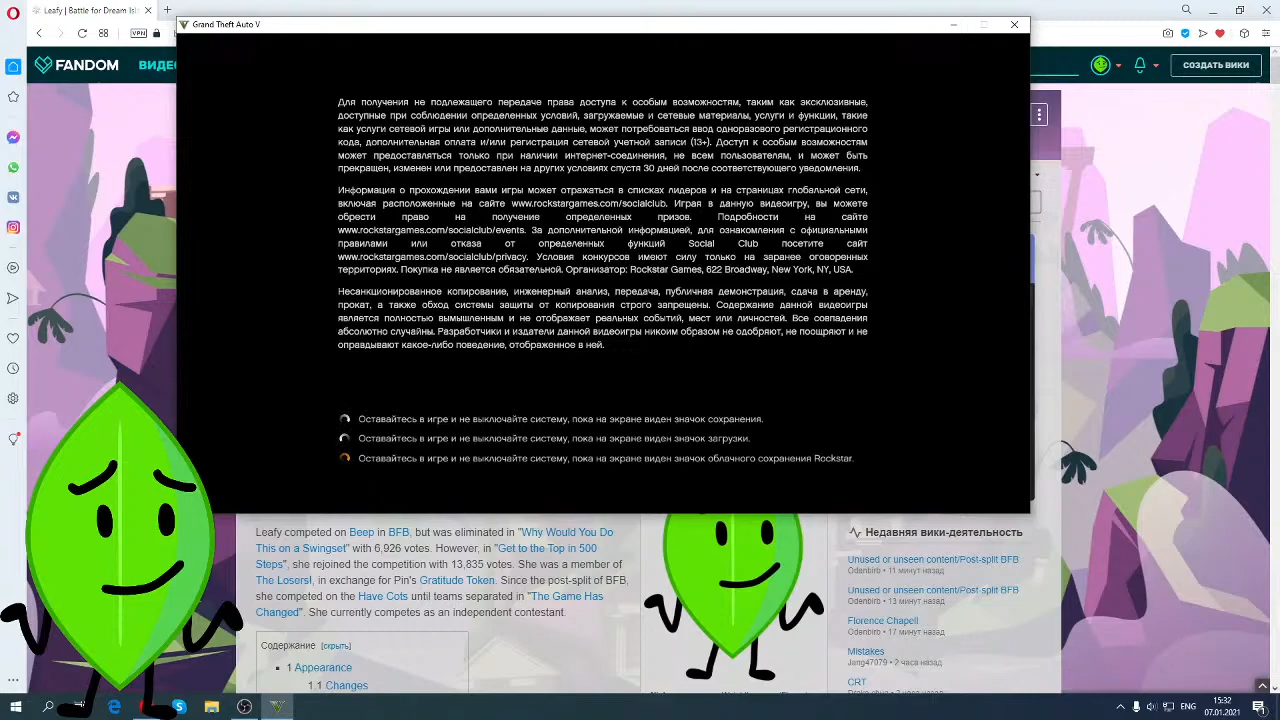 Leafy | Battle for Dream Island
Grand Theft Auto V
VPN
FANDOM
ВИДЕО
СОЗДАТЬ ВИКИ
Для получения не подлежащего передаче права доступа к особым возможностям, таким как эксклюзивные,
доступные при соблюдении определенных условий, загружаемые и сетевые материалы, услуги и функции, такие
как услуги сетевой игры или дополнительные данные, может потребоваться ввод одноразового регистрационного
кода, дополнительная оплата и/или регистрация сетевой учетной записи (13+). Доступ к особым возможностям
может предоставляться только при наличии интернет-соединения, не всем пользователям, и может быть
прекращен, изменен или предоставлен на других условиях спустя 30 дней после соответствующего уведомления.
Информация о прохождении вами игры может отражаться в списках лидеров и на страницах глобальной сети,
включая расположенные на сайте www.rockstargames.com/socialclub. Играя в данную видеоигру, вы можете
обрести право на получение определенных призов. Подробности на сайте
www.rockstargames.com/socialclub/events. За дополнительной информацией, для ознакомления с официальными
правилами или отказа от определенных функций Social Club посетите сайт
www.rockstargames.com/socialclub/privacy. Условия конкурсов имеют силу только на заранее оговоренных
территориях. Покупка не является обязательной. Организатор: Rockstar Games, 622 Broadway, New York, NY, USA.
Несанкционированное копирование, инженерный анализ, передача, публичная демонстрация, сдача в аренду,
прокат, а также обход системы защиты от копирования строго запрещены. Содержание данной видеоигры
является полностью вымышленным и не отображает реальных событий, мест или личностей. Все совпадения
абсолютно случайны. Разработчики и издатели данной видеоигры никоим образом не одобряют, не поощряют и не
оправдывают какое-либо поведение, отображенное в ней.
Оставайтесь в игре и не выключайте систему, пока на экране виден значок сохранения.
Оставайтесь в игре и не выключайте систему, пока на экране виден значок загрузки.
Оставайтесь в игре и не выключайте систему, пока на экране виден значок облачного сохранения Rockstar.
Leafy competed on Beep in BFB, but was eliminated in "Why Would You Do
This on a Swingset" with 6,926 votes. However, in "Get to the Top in 500
Steps", she rejoined the competition with 13,835 votes. She was a member of
The Losers!, in exchange for Pin's Gratitude Token. Since the post-split of BFB,
she competed on the Have Cots until teams separated in "The Game Has
Changed". She currently competes as an independent contestant.
Содержание [скрыть]
1 Appearance
1.1 Changes
Недавняя вики-деятельность
Unused or unseen content/Post-split BFB
Odenbirb • 11 минут назад
Unused or unseen content/Post-split BFB
Odenbirb • 13 минут назад
Florence Chapell
Odenbirb • 17 минут назад
Mistakes
Jang47079 • 2 часа назад
CRT
15:32
07.01.2021